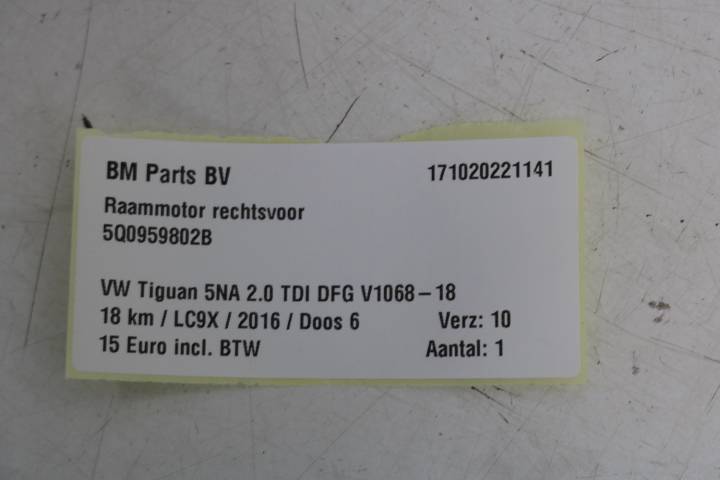 BM Parts BV 171020221141
Raammotor rechtsvoor
5Q0959802B
VW Tiguan 5NA 2.0 TDI DFG V1068-18
18 km / LC9X / 2016 / Doos 6 Verz: 10
15 Euro incl. BTW Aantal: 1